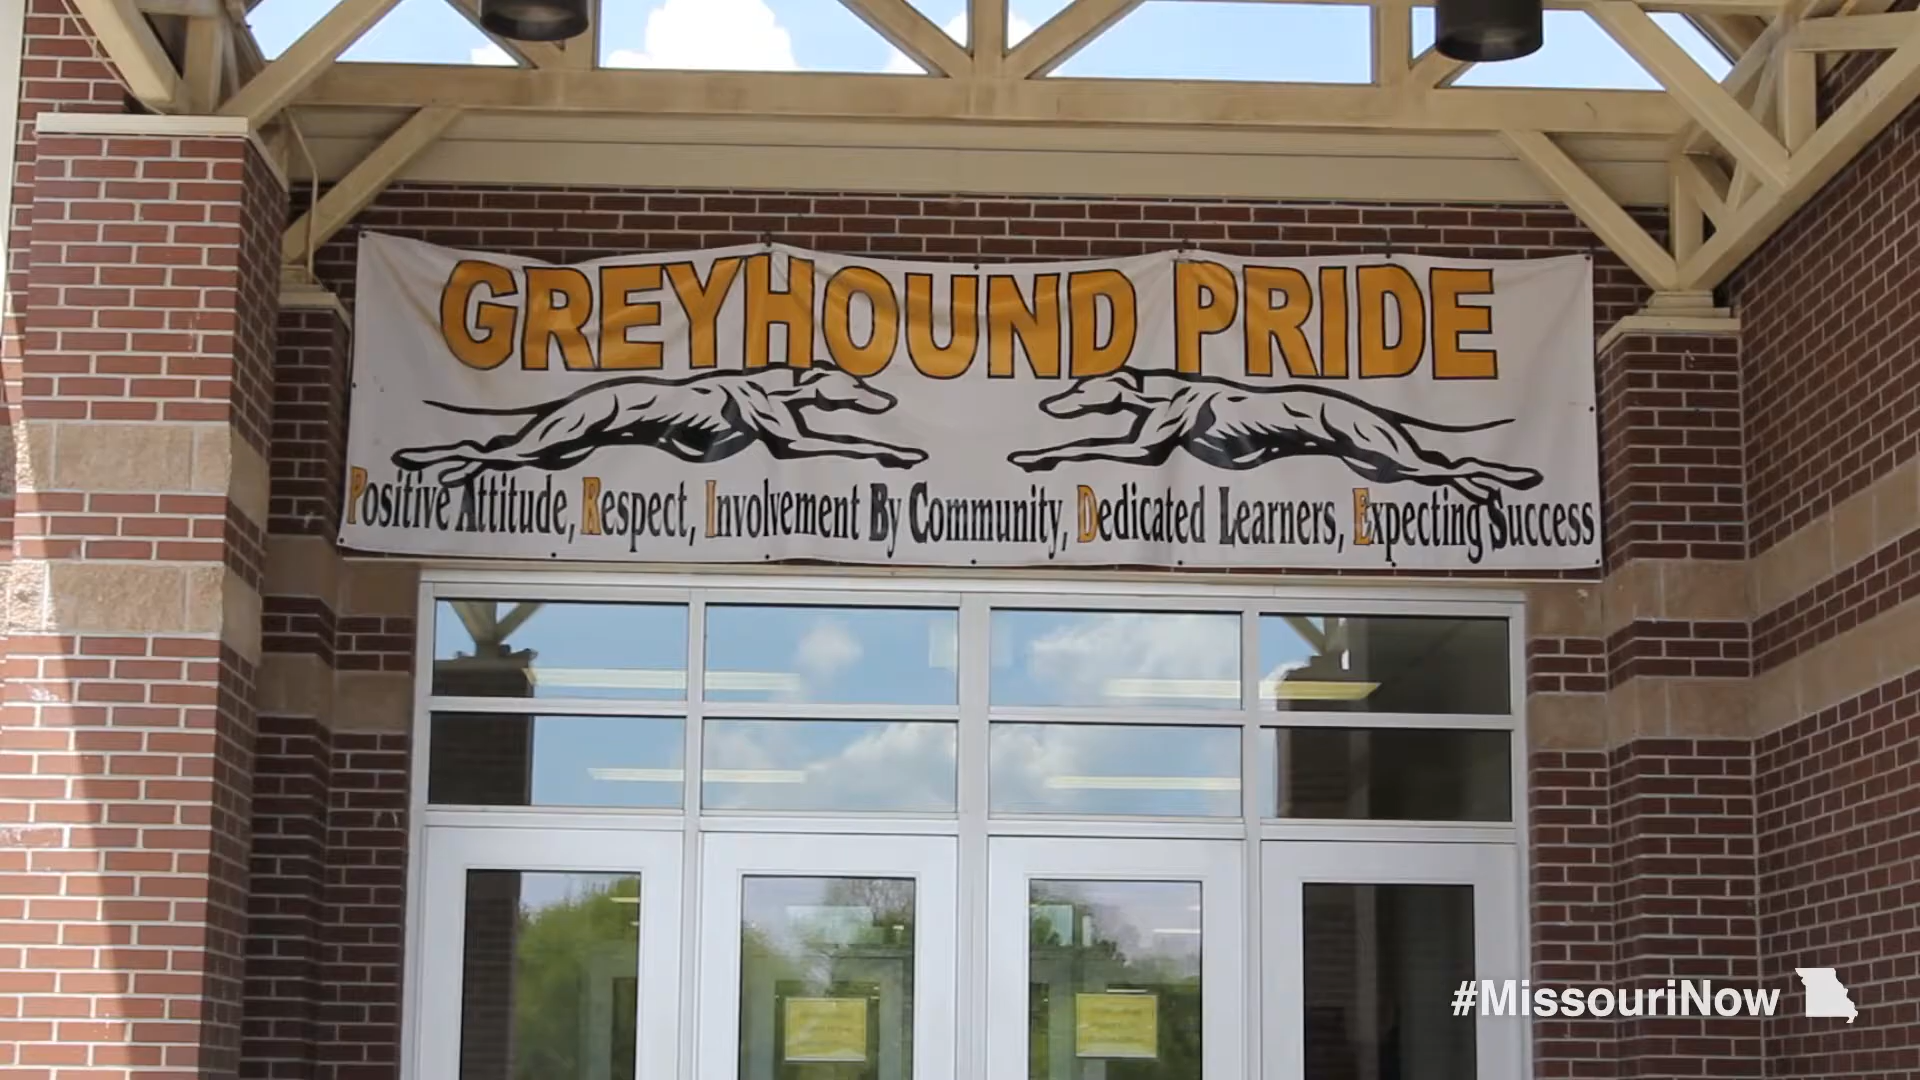 GREYHOUND PRIDE
Positive Attitude, Respect, Involvement By Community, Dedicated Learners, Expecting Success
#MissouriNow